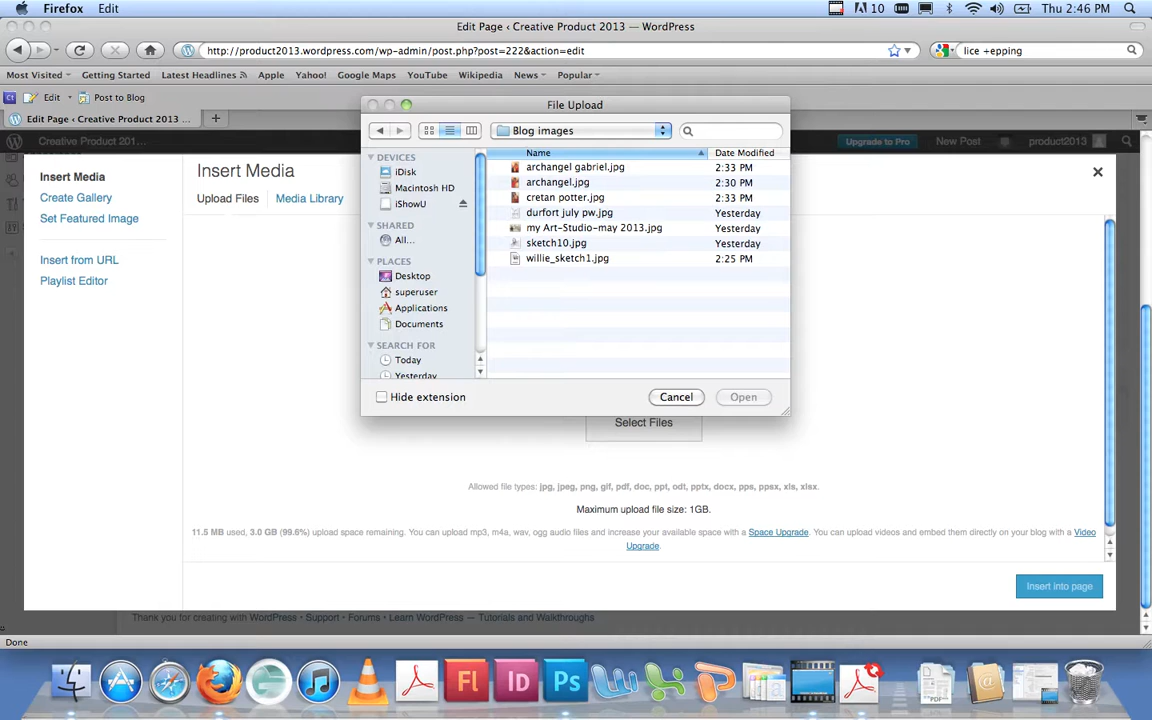 Firefox Edit 10 Thu 2:46 PM
Edit Page ‹ Creative Product 2013 — WordPress
http://product2013.wordpress.com/wp-admin/post.php?post=222&action=edit lice +epping
Most Visited Getting Started Latest Headlines Apple Yahoo! Google Maps YouTube Wikipedia News Popular
Ct Edit Post to Blog
Edit Page ‹ Creative Product 2013 ...
Creative Product 201... Upgrade to Pro New Post product2013
File Upload
Blog images
Insert Media
Create Gallery
Set Featured Image
Insert from URL
Playlist Editor
Insert Media
Upload Files Media Library
DEVICES
iDisk
Macintosh HD
iShowU
SHARED
All...
PLACES
Desktop
superuser
Applications
Documents
SEARCH FOR
Today
Yesterday
Name Date Modified
archangel gabriel.jpg 2:33 PM
archangel.jpg 2:30 PM
cretan potter.jpg 2:33 PM
durfort july pw.jpg Yesterday
my Art-Studio-may 2013.jpg Yesterday
sketch10.jpg Yesterday
willie_sketch1.jpg 2:25 PM
Hide extension Cancel Open
Select Files
Allowed file types: jpg, jpeg, png, gif, pdf, doc, ppt, odt, pptx, docx, pps, ppsx, xls, xlsx.
Maximum upload file size: 1GB.
11.5 MB used, 3.0 GB (99.6%) upload space remaining. You can upload mp3, m4a, wav, ogg audio files and increase your available space with a Space Upgrade. You can upload videos and embed them directly on your blog with a Video
Upgrade.
Insert into page
Thank you for creating with WordPress • Support • Forums • Learn WordPress — Tutorials and Walkthroughs
Done
Fl Id Ps
PDF